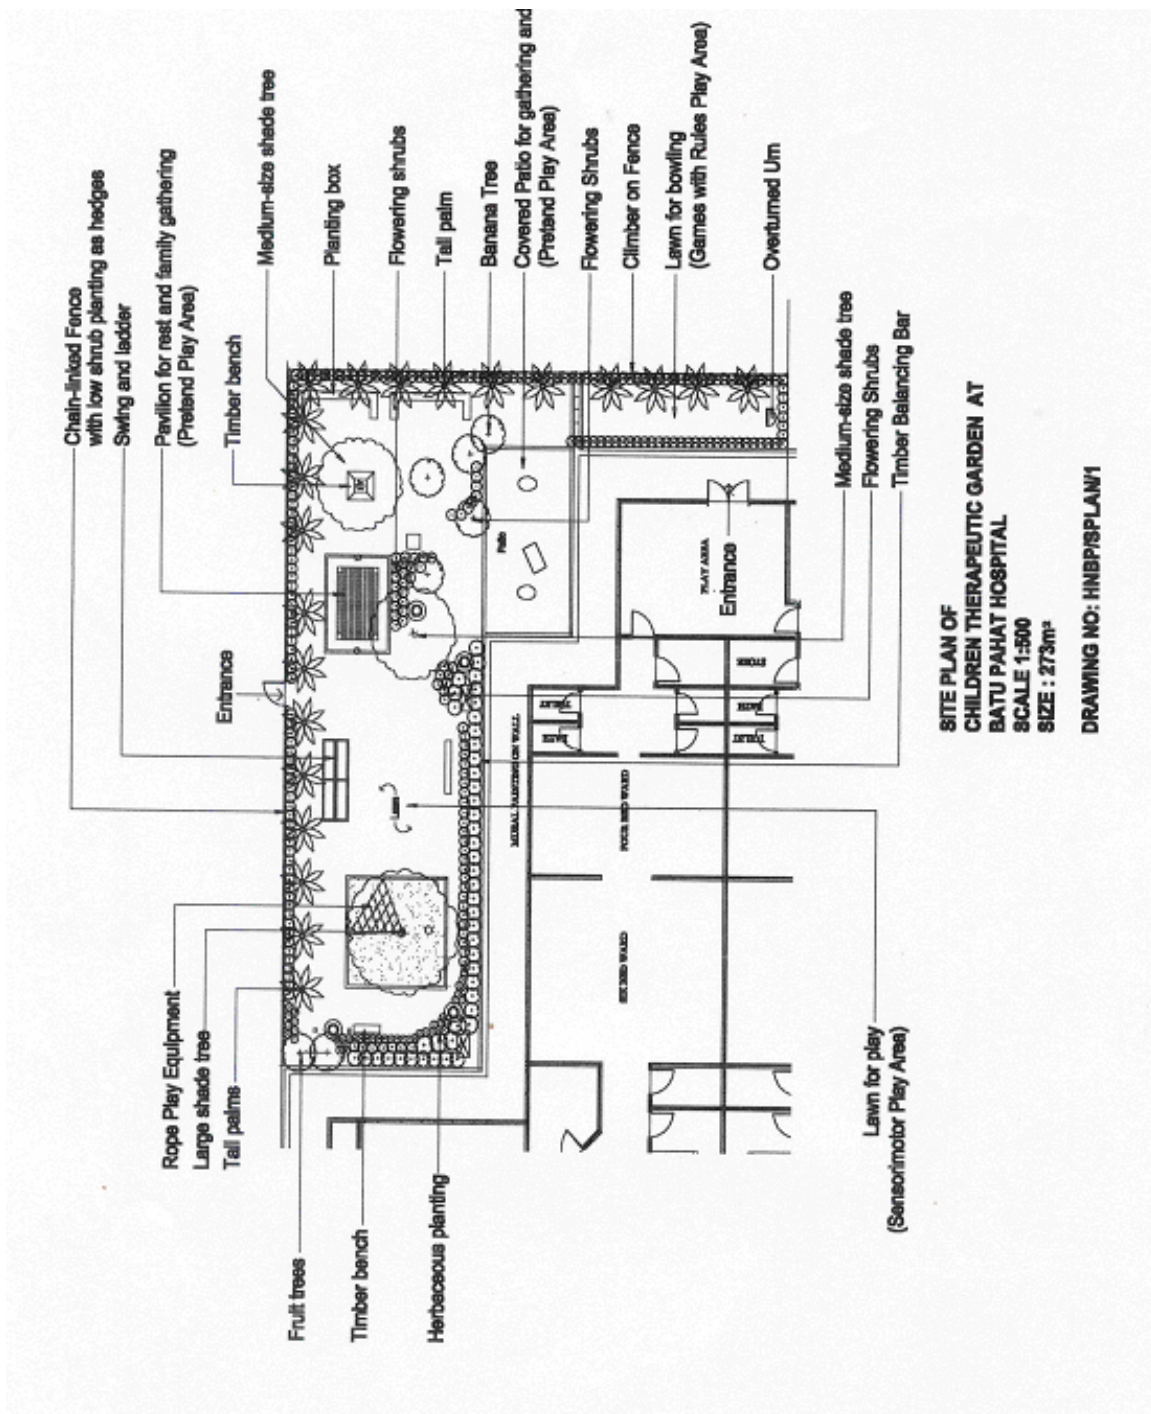 Chain-linked Fence
with low shrub planting as hedges
Swing and ladder
Pavilion for rest and family gathering
(Pretend Play Area)
Timber bench
Medium-size shade tree
Planting box
Flowering shrubs
Tall palm
Banana Tree
Covered Patio for gathering and
(Pretend Play Area)
Flowering Shrubs
Climber on Fence
Lawn for bowling
(Games with Rules Play Area)
Overturned Urn
Entrance
Rope Play Equipment
Large shade tree
Tall palms
Fruit trees
Timber bench
Herbaceous planting
Lawn
Patio
MURAL PAINTING ON WALL
PLAY AREA
Entrance
STORE
TOILET
BATH
BATH
TOILET
FOUR BED WARD
SIX BED WARD
Medium-size shade tree
Flowering Shrubs
Timber Balancing Bar
Lawn for play
(Sensorimotor Play Area)
SITE PLAN OF
CHILDREN THERAPEUTIC GARDEN AT
BATU PAHAT HOSPITAL
SCALE 1:500
SIZE : 273m²
DRAWING NO: HNBP/SPLAN/1